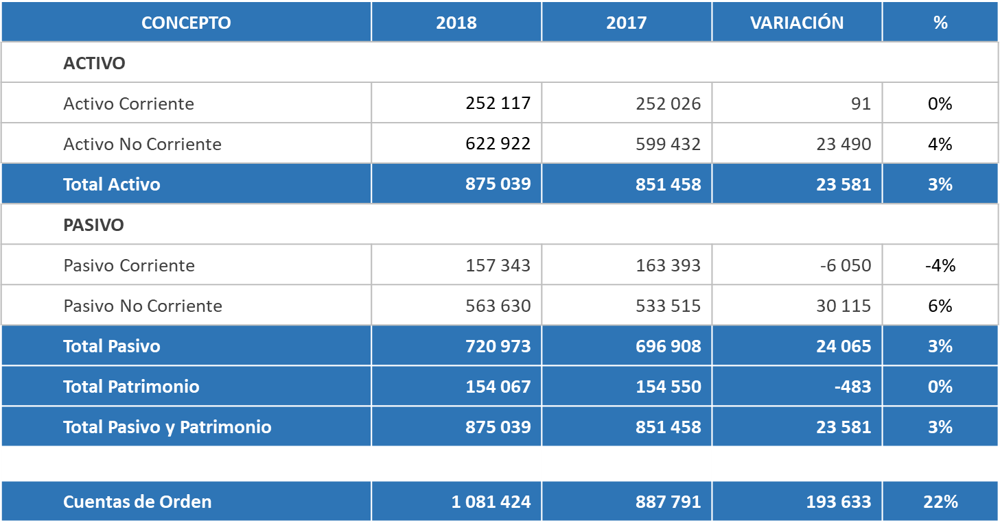 CONCEPTO 2018 2017 VARIACIÓN %
ACTIVO
Activo Corriente 252 117 252 026 91 0%
Activo No Corriente 622 922 599 432 23 490 4%
Total Activo 875 039 851 458 23 581 3%
PASIVO
Pasivo Corriente 157 343 163 393 -6 050 -4%
Pasivo No Corriente 563 630 533 515 30 115 6%
Total Pasivo 720 973 696 908 24 065 3%
Total Patrimonio 154 067 154 550 -483 0%
Total Pasivo y Patrimonio 875 039 851 458 23 581 3%
Cuentas de Orden 1 081 424 887 791 193 633 22%